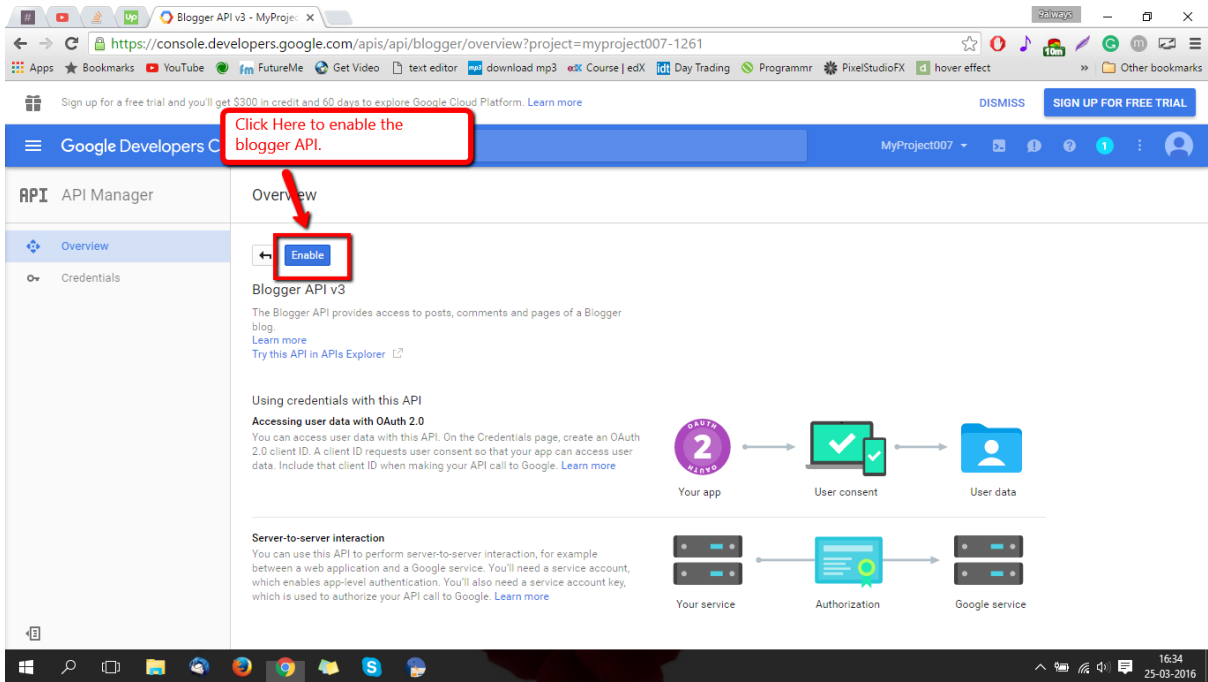 Blogger API v3 - MyProjec
9always
https://console.developers.google.com/apis/api/blogger/overview?project=myproject007-1261
10m
Apps Bookmarks YouTube FutureMe Get Video text editor mp3 download mp3 edX Course | edX idt Day Trading Programmr PixelStudioFX d hover effect » Other bookmarks
Sign up for a free trial and you'll get $300 in credit and 60 days to explore Google Cloud Platform. Learn more
DISMISS
SIGN UP FOR FREE TRIAL
Click Here to enable the
blogger API.
Google Developers C
MyProject007
1
API API Manager
Overview
Overview
Credentials
Enable
Blogger API v3
The Blogger API provides access to posts, comments and pages of a Blogger
blog.
Learn more
Try this API in APIs Explorer
Using credentials with this API
Accessing user data with OAuth 2.0
You can access user data with this API. On the Credentials page, create an OAuth
2.0 client ID. A client ID requests user consent so that your app can access user
data. Include that client ID when making your API call to Google. Learn more
OAUTH
2
OAUTH
Your app
User consent
User data
Server-to-server interaction
You can use this API to perform server-to-server interaction, for example
between a web application and a Google service. You'll need a service account,
which enables app-level authentication. You'll also need a service account key,
which is used to authorize your API call to Google. Learn more
Your service
Authorization
Google service
16:34
25-03-2016